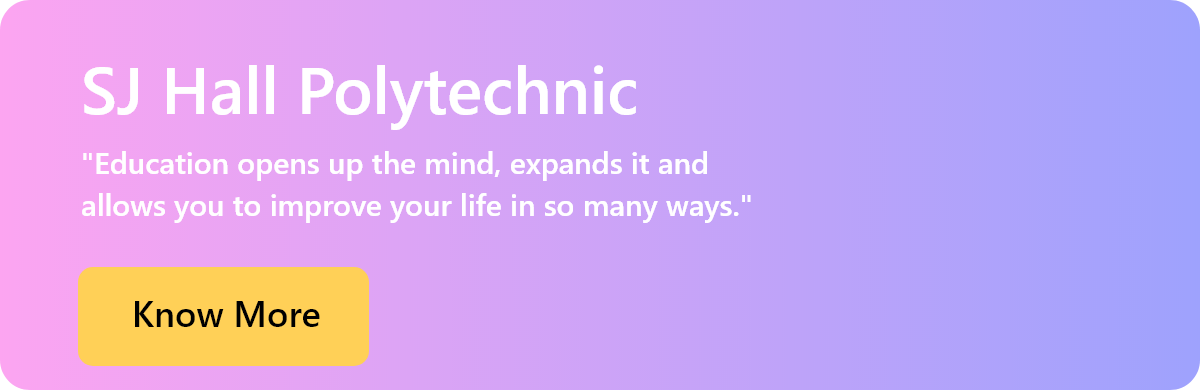 SJ Hall Polytechnic
"Education opens up the mind, expands it and
allows you to improve your life in so many ways."
Know More